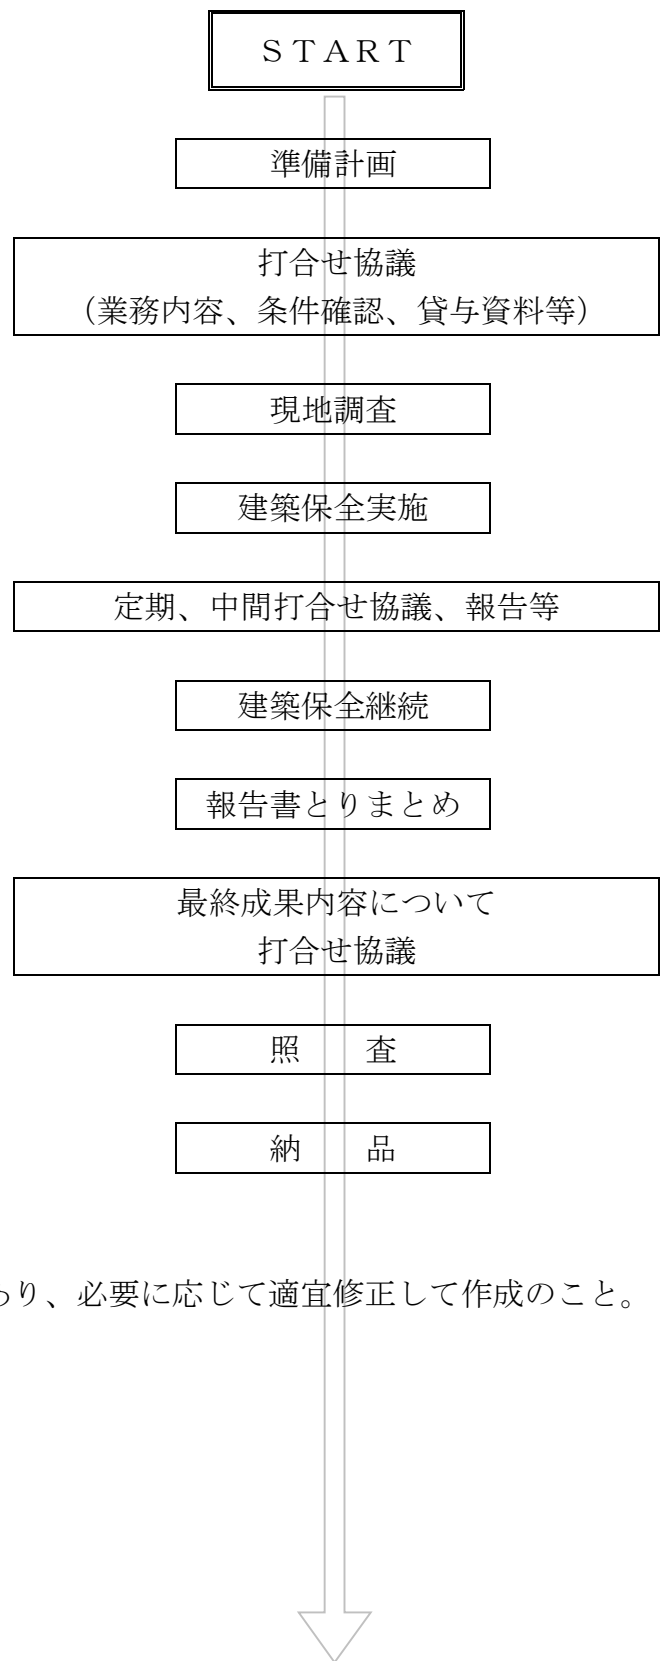 ＳＴＡＲＴ
準備計画
打合せ協議
（業務内容、条件確認、貸与資料等）
現地調査
建築保全実施
定期、中間打合せ協議、報告等
建築保全継続
報告書とりまとめ
最終成果内容について
打合せ協議
照　　査
納　　品
り、必要に応じて適宜修正して作成のこと。